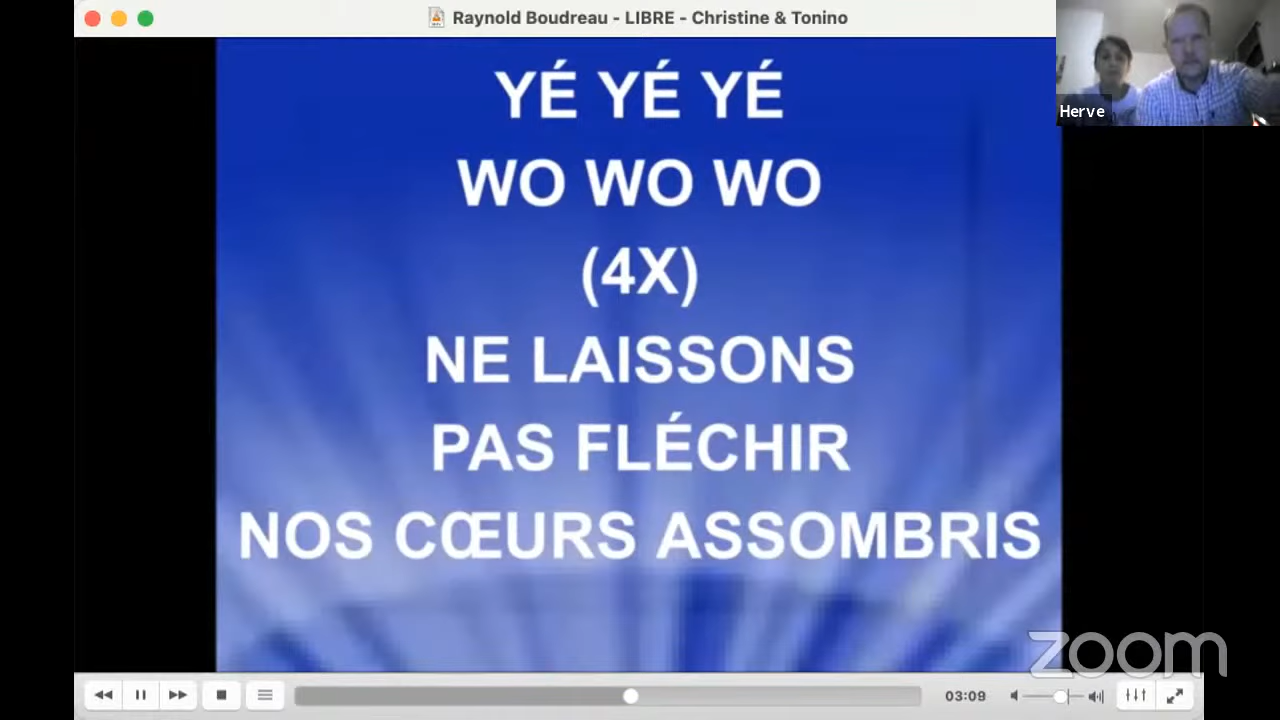 Raynold Boudreau - LIBRE - Christine & Tonino
Herve
YÉ YÉ YÉ
WO WO WO
(4X)
NE LAISSONS
PAS FLÉCHIR
NOS CŒURS ASSOMBRIS
zoom
03:09